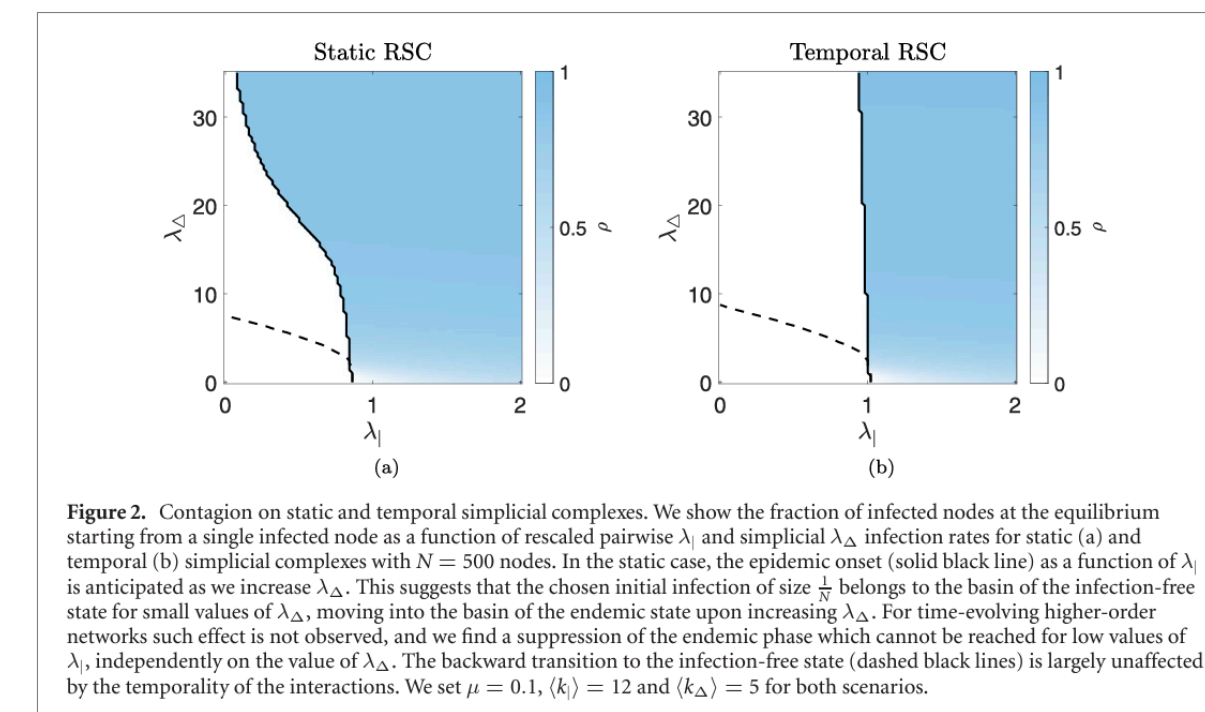 Static RSC
Temporal RSC
30
20
10
0
λ△
0
1
2
λ|
1
0.5
0
ρ
(a)
30
20
10
0
λ△
0
1
2
λ|
1
0.5
0
ρ
(b)
Figure 2. Contagion on static and temporal simplicial complexes. We show the fraction of infected nodes at the equilibrium
starting from a single infected node as a function of rescaled pairwise λ| and simplicial λΔ infection rates for static (a) and
temporal (b) simplicial complexes with N = 500 nodes. In the static case, the epidemic onset (solid black line) as a function of λ|
is anticipated as we increase λΔ. This suggests that the chosen initial infection of size 1/N belongs to the basin of the infection-free
state for small values of λΔ, moving into the basin of the endemic state upon increasing λΔ. For time-evolving higher-order
networks such effect is not observed, and we find a suppression of the endemic phase which cannot be reached for low values of
λ|, independently on the value of λΔ. The backward transition to the infection-free state (dashed black lines) is largely unaffected
by the temporality of the interactions. We set μ = 0.1, ⟨k|⟩ = 12 and ⟨kΔ⟩ = 5 for both scenarios.